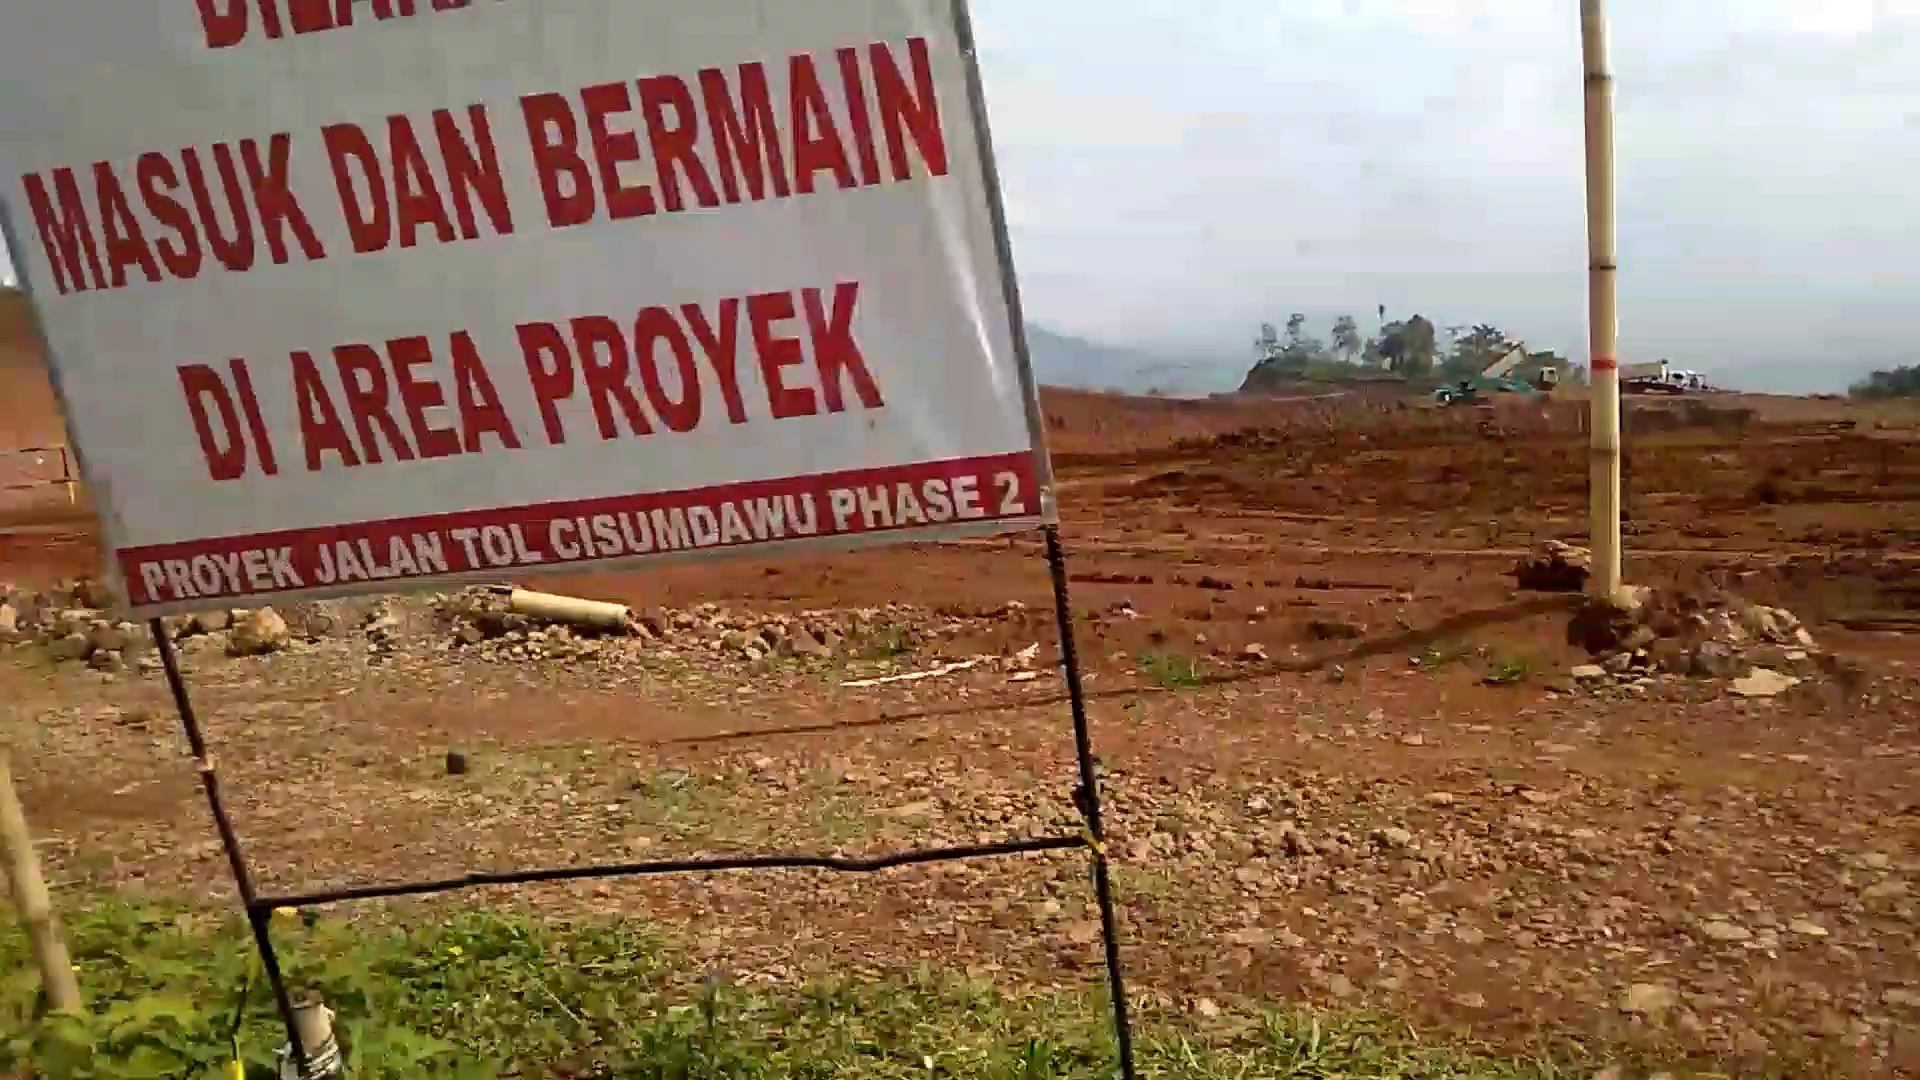 MASUK DAN BERMAIN
DI AREA PROYEK
PROYEK JALAN TOL CISUMDAWU PHASE 2